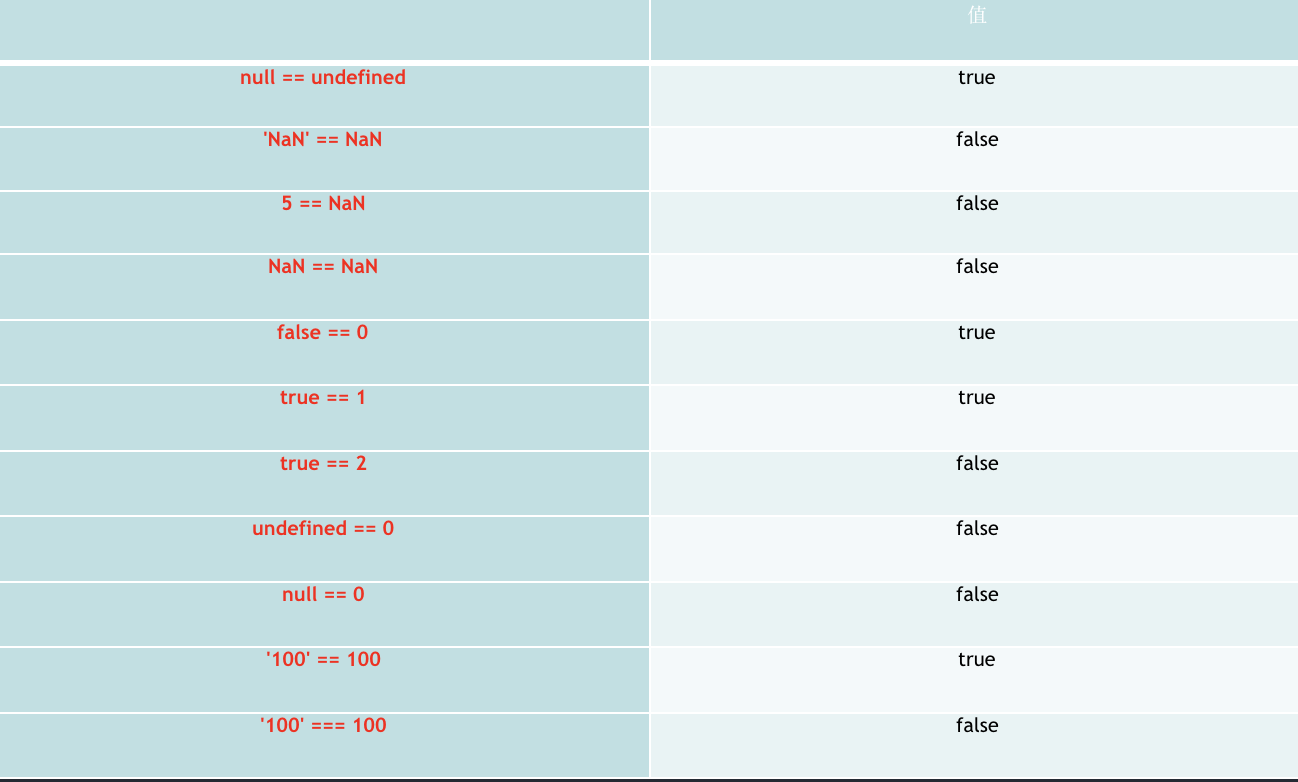 值
null == undefined true
'NaN' == NaN false
5 == NaN false
NaN == NaN false
false == 0 true
true == 1 true
true == 2 false
undefined == 0 false
null == 0 false
'100' == 100 true
'100' === 100 false